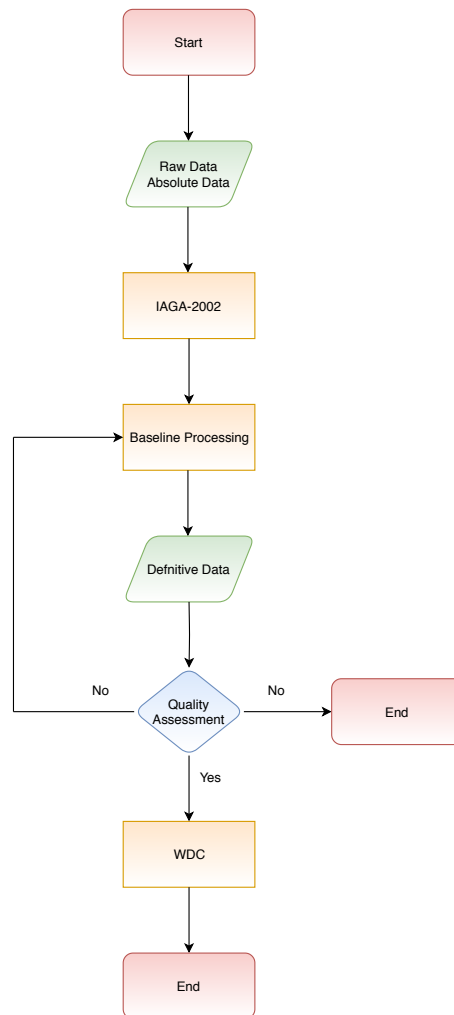 Start
Raw Data
Absolute Data
IAGA-2002
Baseline Processing
Defnitive Data
No
Quality
Assessment
No
End
Yes
WDC
End